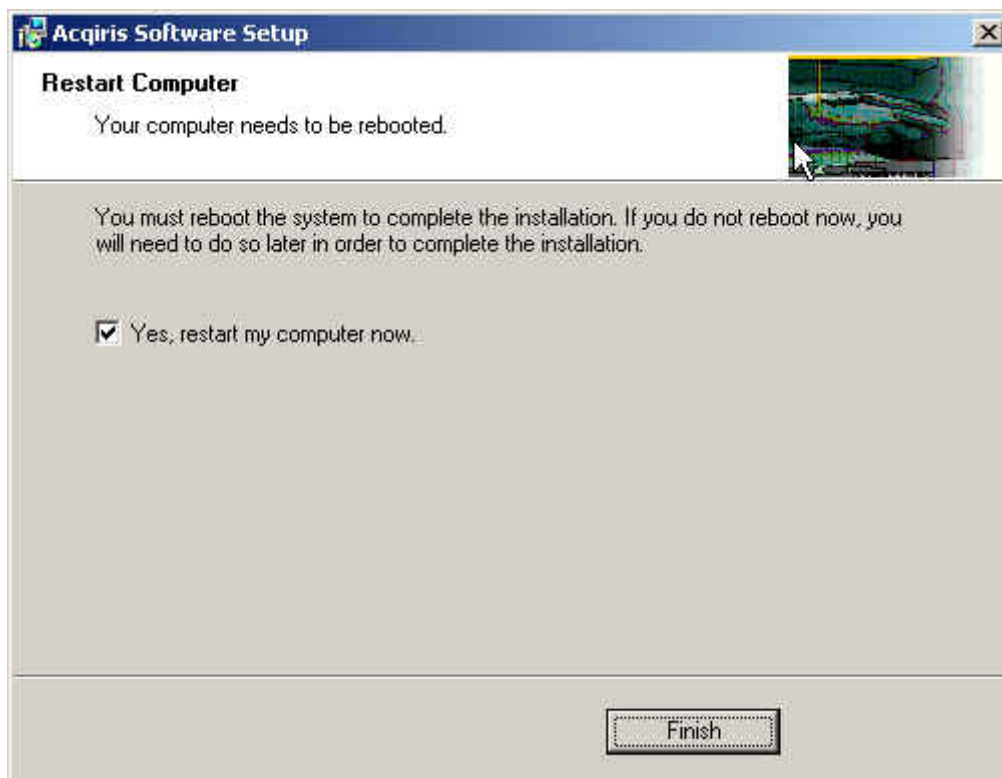 Acqiris Software Setup
Restart Computer
Your computer needs to be rebooted.
You must reboot the system to complete the installation. If you do not reboot now, you
will need to do so later in order to complete the installation.
Yes, restart my computer now.
Finish